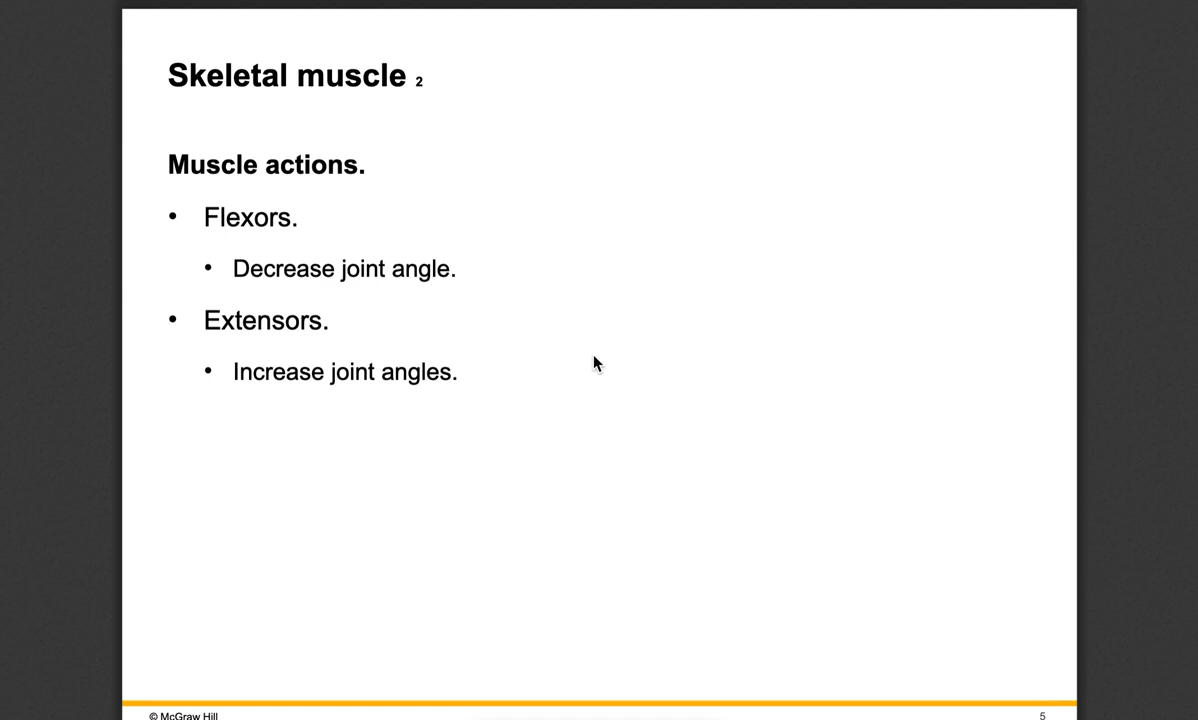 Skeletal muscle 2
Muscle actions.
• Flexors.
• Decrease joint angle.
• Extensors.
• Increase joint angles.
© McGraw Hill
5